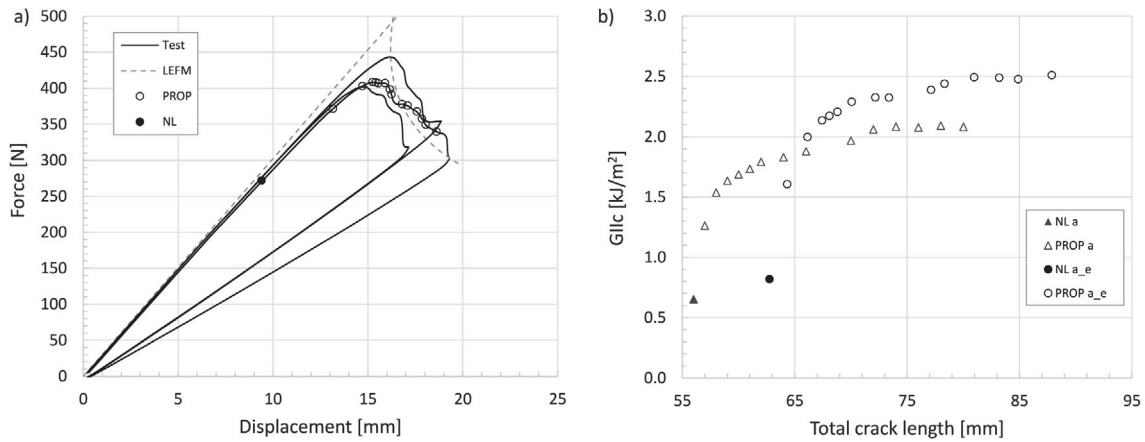 a)
500
450
400
350
300
250
200
150
100
50
0
Force [N]
0 5 10 15 20 25
Displacement [mm]
Test
LEFM
PROP
NL
b)
3.0
2.5
2.0
1.5
1.0
0.5
0.0
GIIc [kJ/m²]
55 65 75 85 95
Total crack length [mm]
NL a
PROP a
NL a_e
PROP a_e